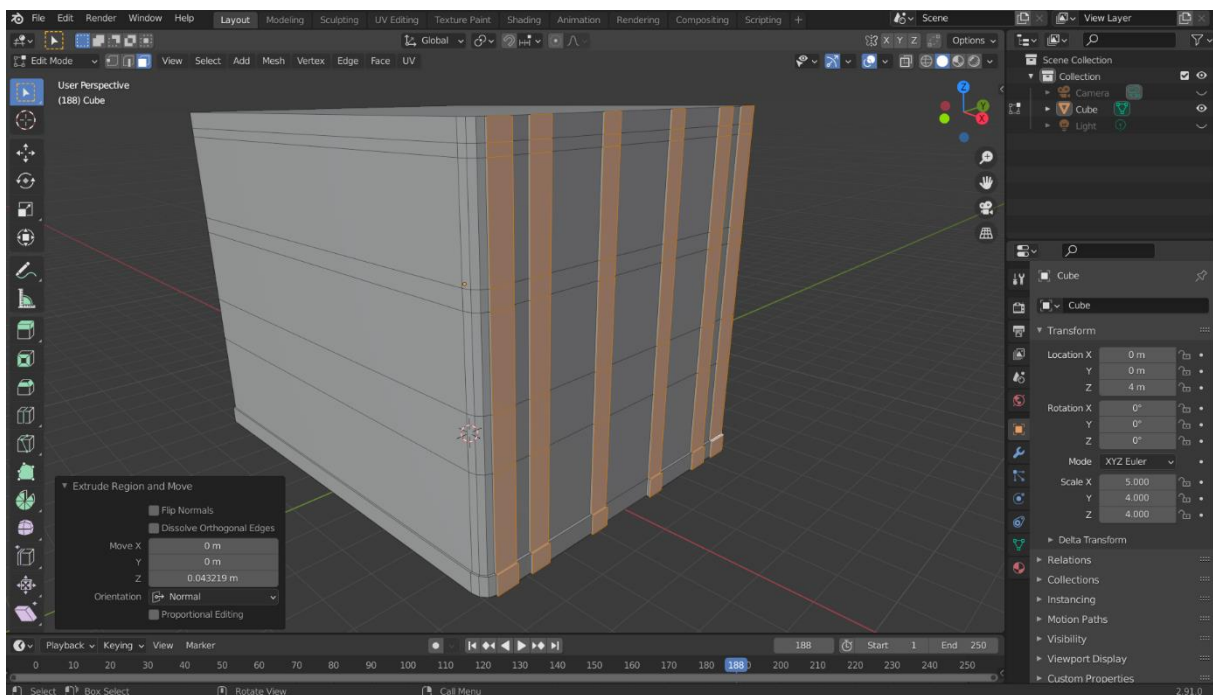 File Edit Render Window Help Layout Modeling Sculpting UV Editing Texture Paint Shading Animation Rendering Compositing Scripting + Scene View Layer
Global X Y Z Options
Edit Mode View Select Add Mesh Vertex Edge Face UV
User Perspective
(188) Cube
Scene Collection
Collection
Camera
Cube
Light
Z
Y
X
Cube
Cube
Transform
Location X 0 m
Y 0 m
Z 4 m
Rotation X 0°
Y 0°
Z 0°
Mode XYZ Euler
Scale X 5.000
Y 4.000
Z 4.000
Delta Transform
Relations
Collections
Instancing
Motion Paths
Visibility
Viewport Display
Custom Properties
Extrude Region and Move
Flip Normals
Dissolve Orthogonal Edges
Move X 0 m
Y 0 m
Z 0.043219 m
Orientation Normal
Proportional Editing
Playback Keying View Marker 188 Start 1 End 250
0 10 20 30 40 50 60 70 80 90 100 110 120 130 140 150 160 170 180 188 200 210 220 230 240 250
Select Box Select Rotate View Call Menu 2.91.0